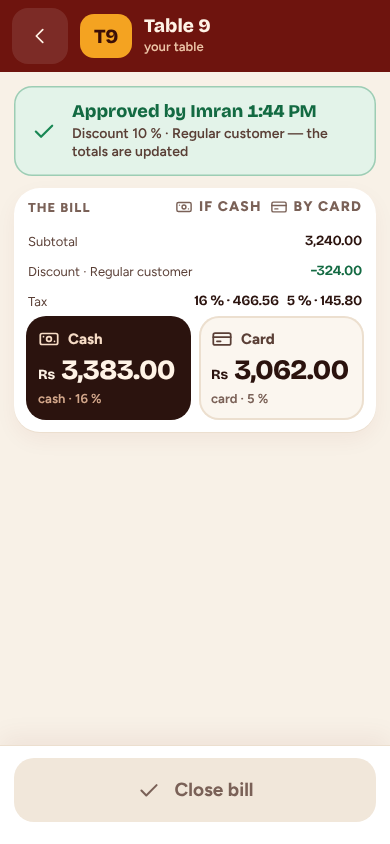 T9
Table 9
your table
Approved by Imran 1:44 PM
Discount 10 % · Regular customer — the
totals are updated
THE BILL IF CASH BY CARD
Subtotal 3,240.00
Discount · Regular customer −324.00
Tax 16 % · 466.56 5 % · 145.80
Cash
Rs 3,383.00
cash · 16 %
Card
Rs 3,062.00
card · 5 %
Close bill